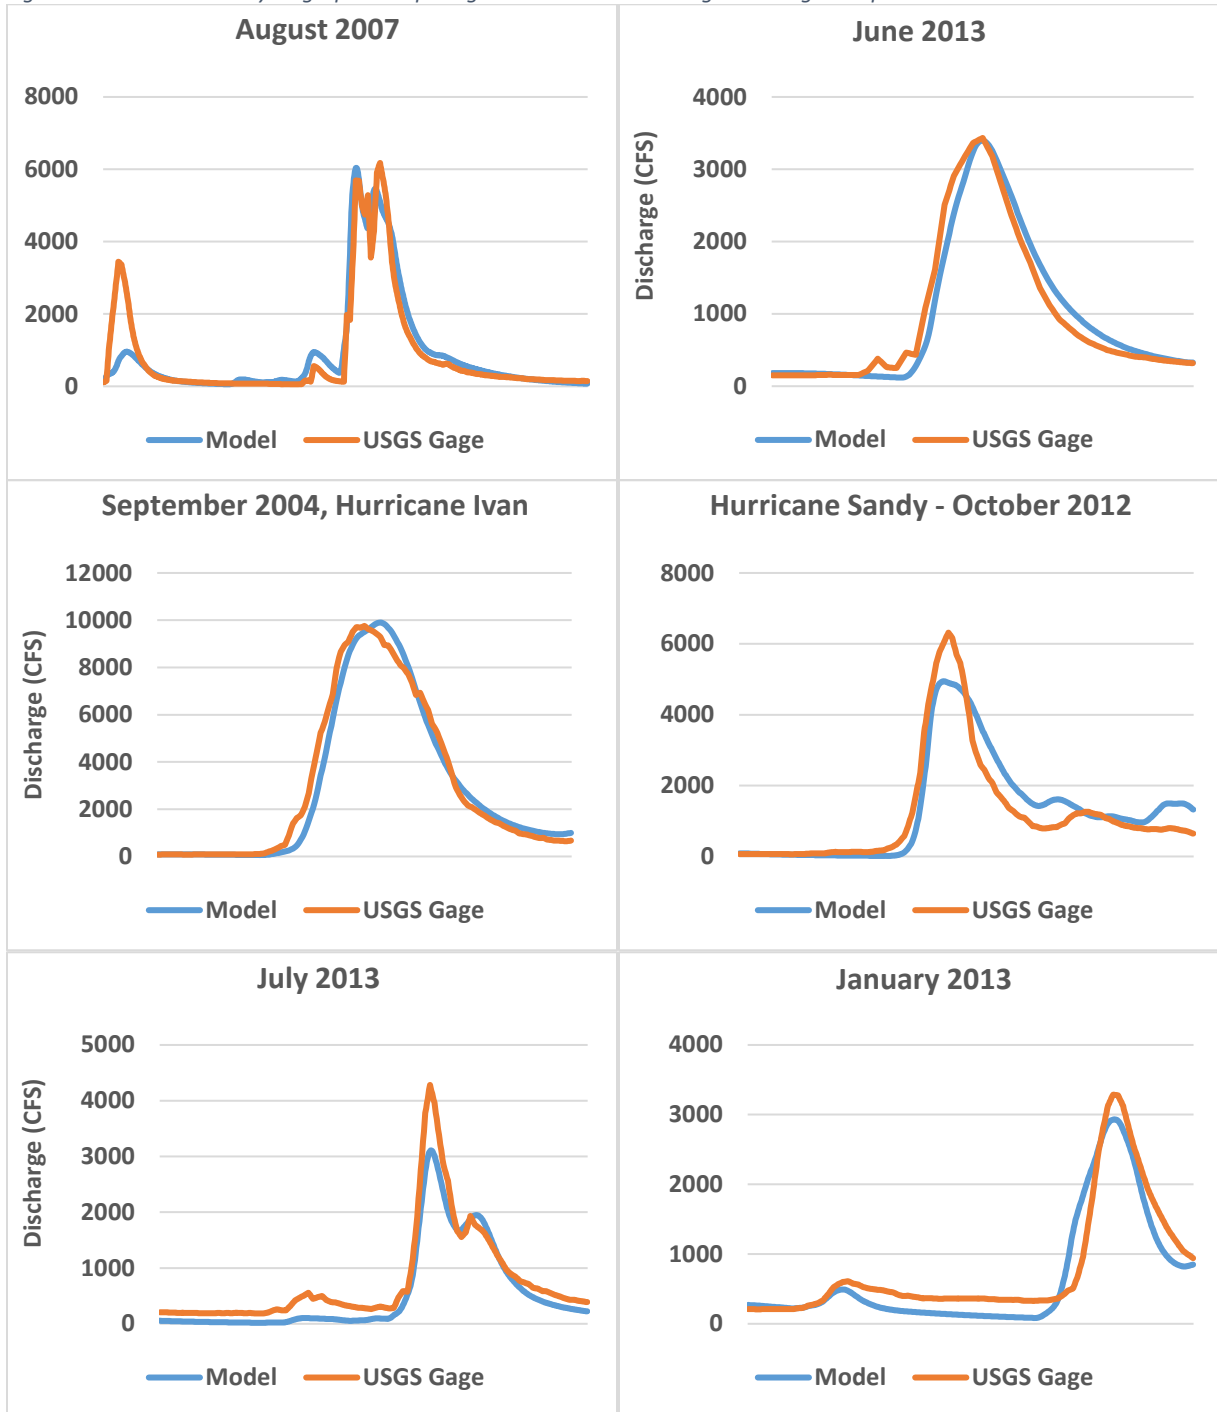 August 2007
8000
6000
4000
2000
0
Model USGS Gage
June 2013
Discharge (CFS)
4000
3000
2000
1000
0
Model USGS Gage
September 2004, Hurricane Ivan
Discharge (CFS)
12000
10000
8000
6000
4000
2000
0
Model USGS Gage
Hurricane Sandy - October 2012
8000
6000
4000
2000
0
Model USGS Gage
July 2013
Discharge (CFS)
5000
4000
3000
2000
1000
0
Model USGS Gage
January 2013
4000
3000
2000
1000
0
Model USGS Gage